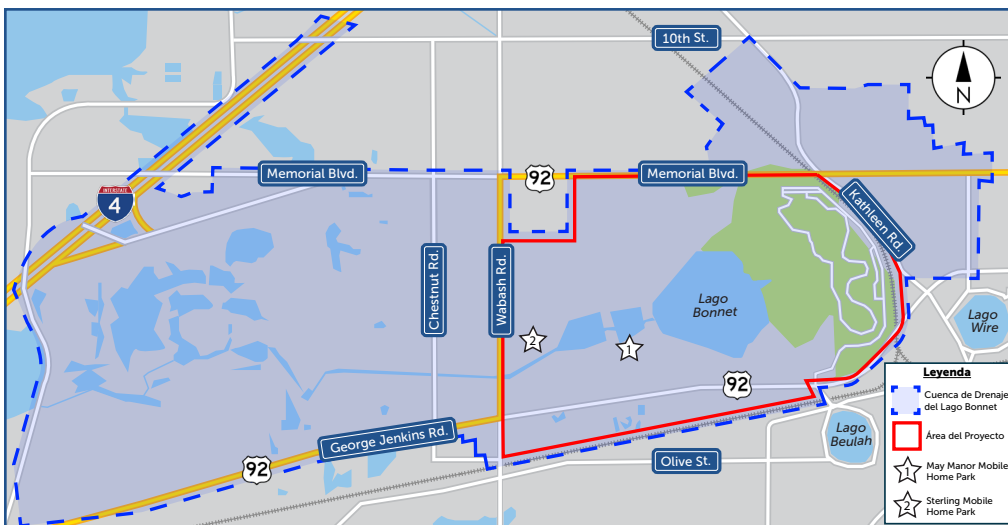 10th St.
N
Memorial Blvd.
92
Memorial Blvd.
INTERSTATE
4
Kathleen Rd.
Chestnut Rd.
Wabash Rd.
Lago
Bonnet
Lago
Wire
2
1
92
George Jenkins Rd.
92
Olive St.
Lago
Beulah
Leyenda
Cuenca de Drenaje
del Lago Bonnet
Área del Proyecto
1
May Manor Mobile
Home Park
2
Sterling Mobile
Home Park